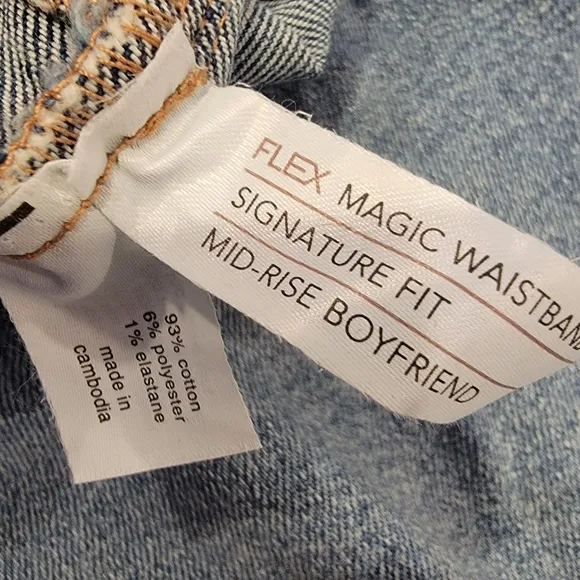 FLEX MAGIC WAISTBAND
SIGNATURE FIT
MID-RISE BOYFRIEND
93% cotton
6% polyester
1% elastane
made in
cambodia